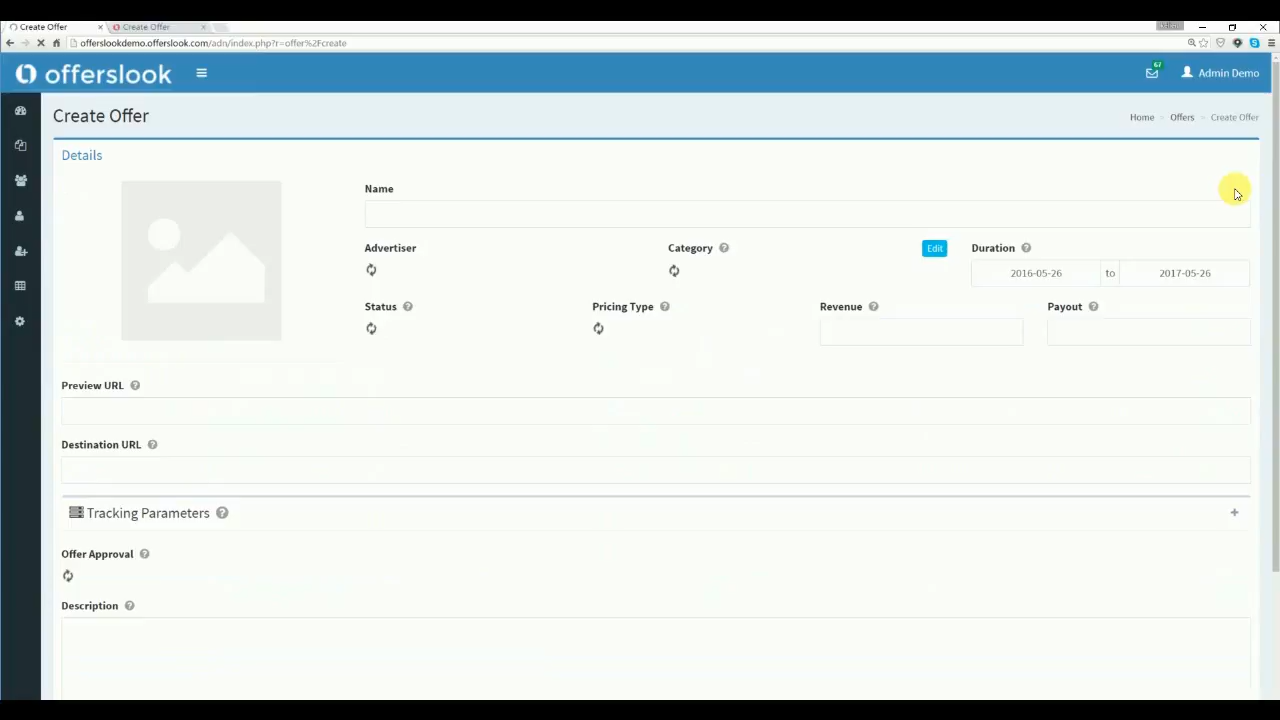 Create Offer
Create Offer
offerslookdemo.offerslook.com/adn/index.php?r=offer%2Fcreate
offerslook
67
Admin Demo
Create Offer
Home
Offers
Create Offer
Details
Name
Advertiser
Category
Edit
Duration
2016-05-26 to 2017-05-26
Status
Pricing Type
Revenue
Payout
Preview URL
Destination URL
Tracking Parameters
Offer Approval
Description